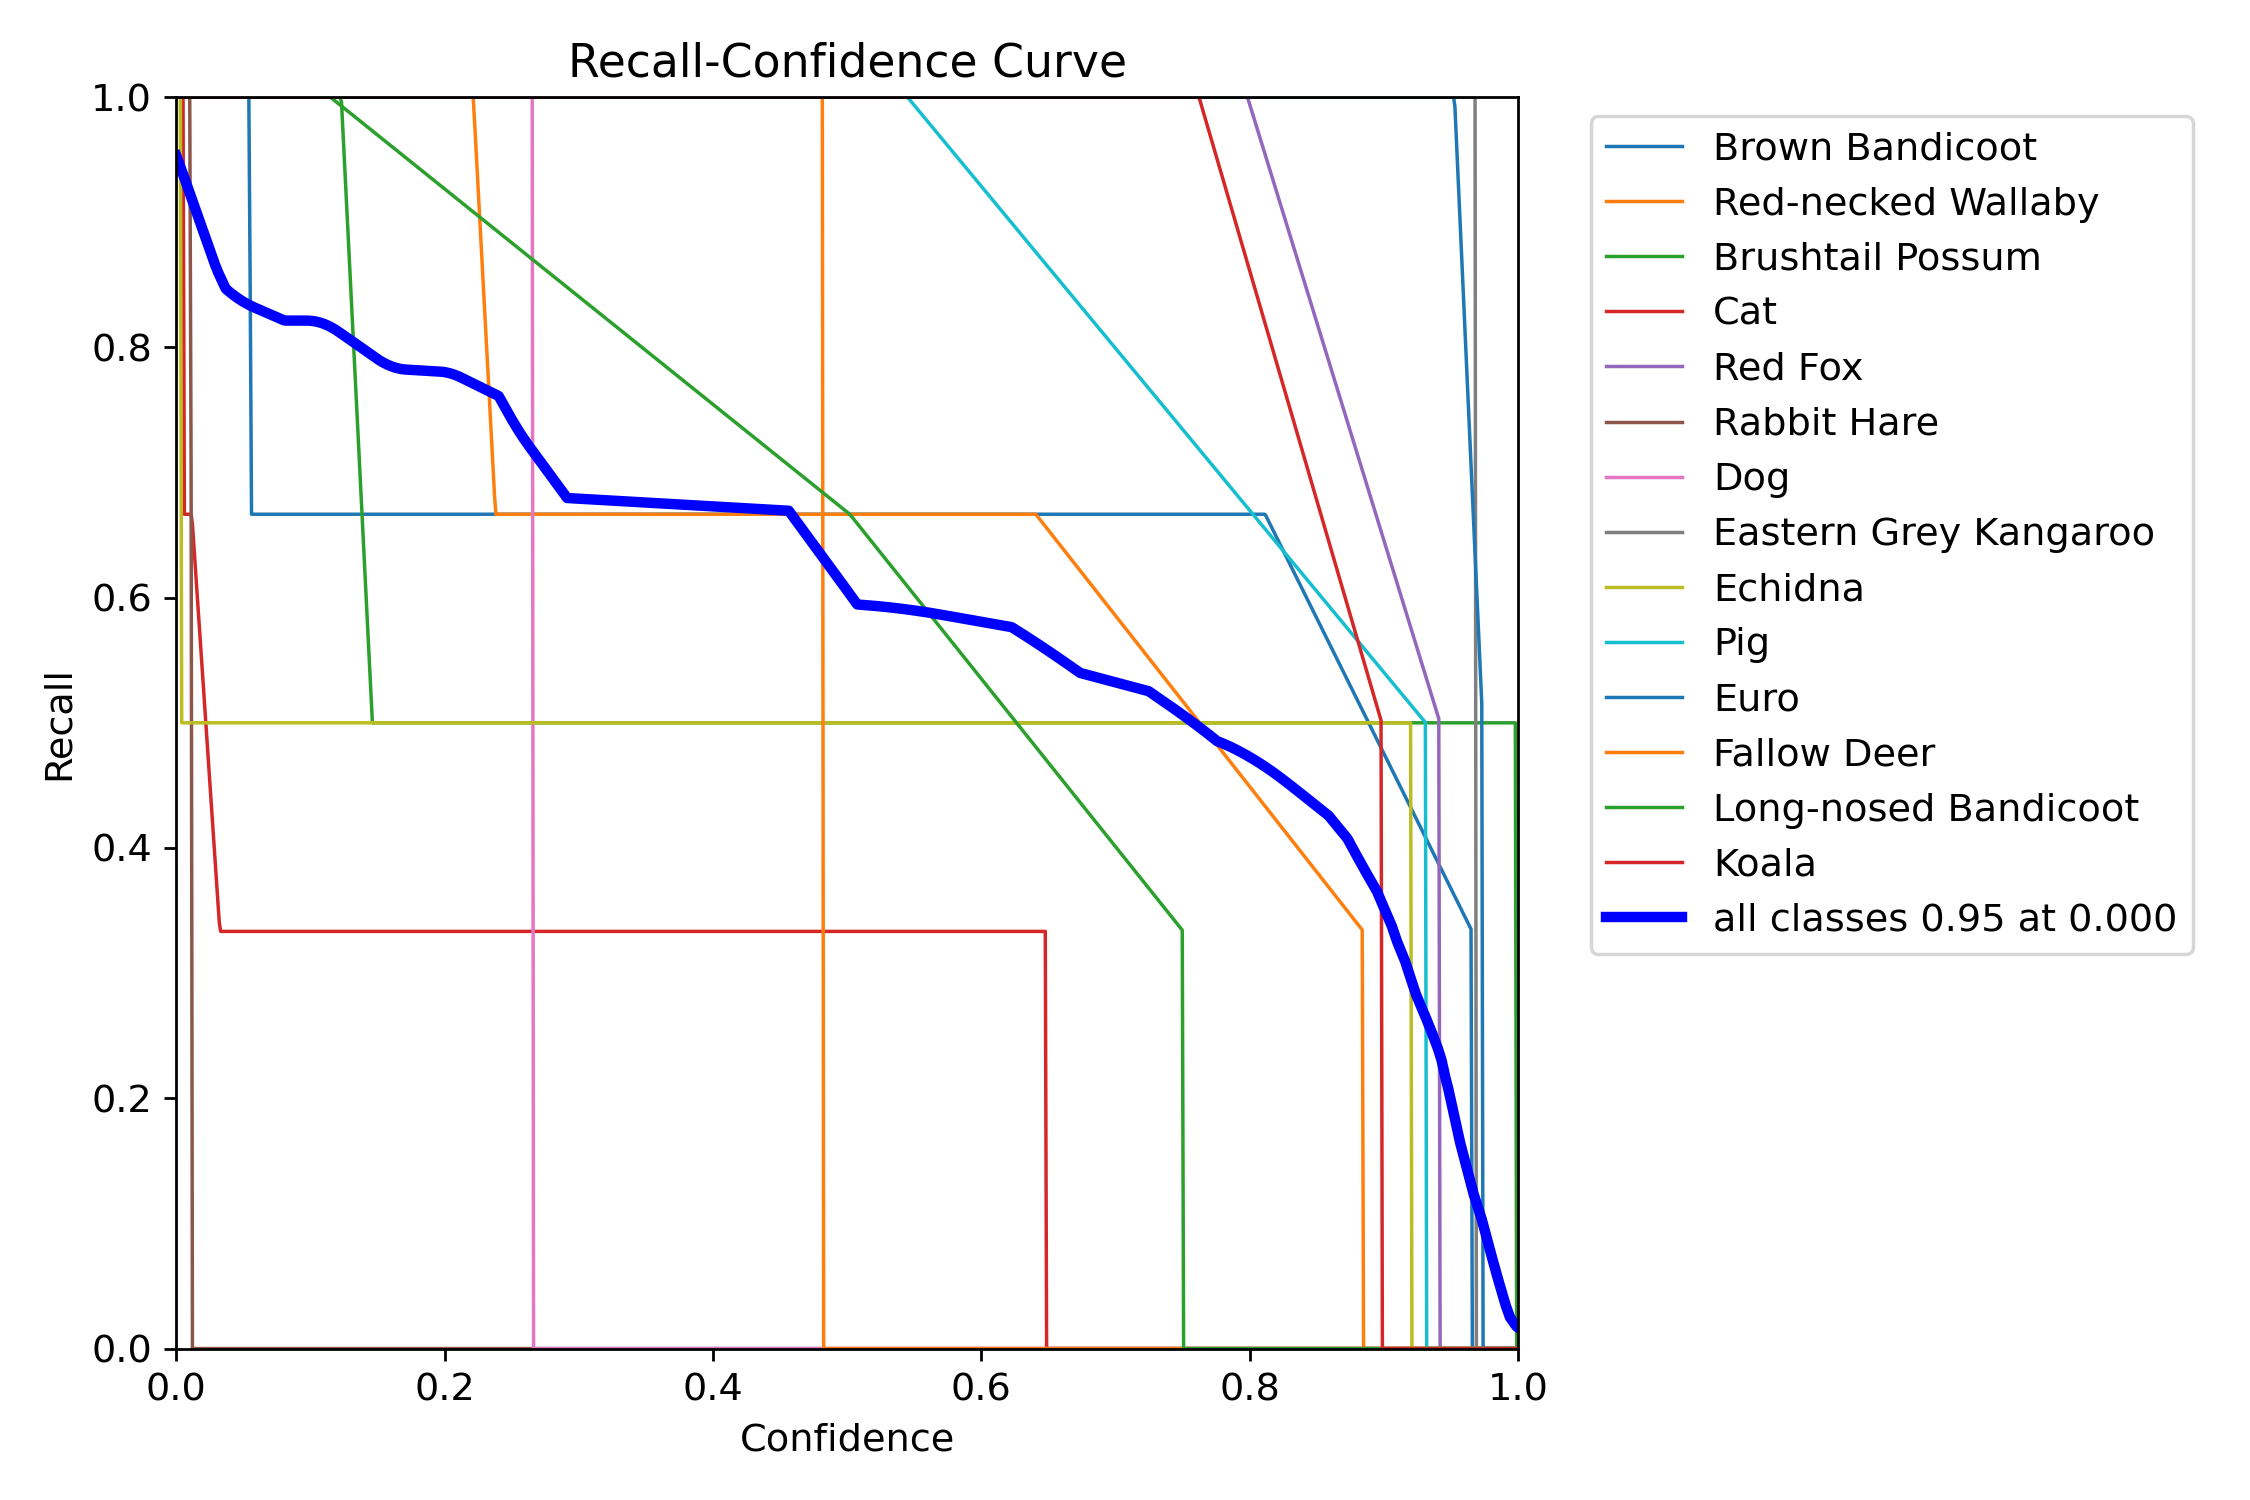 Recall-Confidence Curve
1.0
0.8
0.6
0.4
0.2
0.0
Recall
0.0 0.2 0.4 0.6 0.8 1.0
Confidence
Brown Bandicoot
Red-necked Wallaby
Brushtail Possum
Cat
Red Fox
Rabbit Hare
Dog
Eastern Grey Kangaroo
Echidna
Pig
Euro
Fallow Deer
Long-nosed Bandicoot
Koala
all classes 0.95 at 0.000